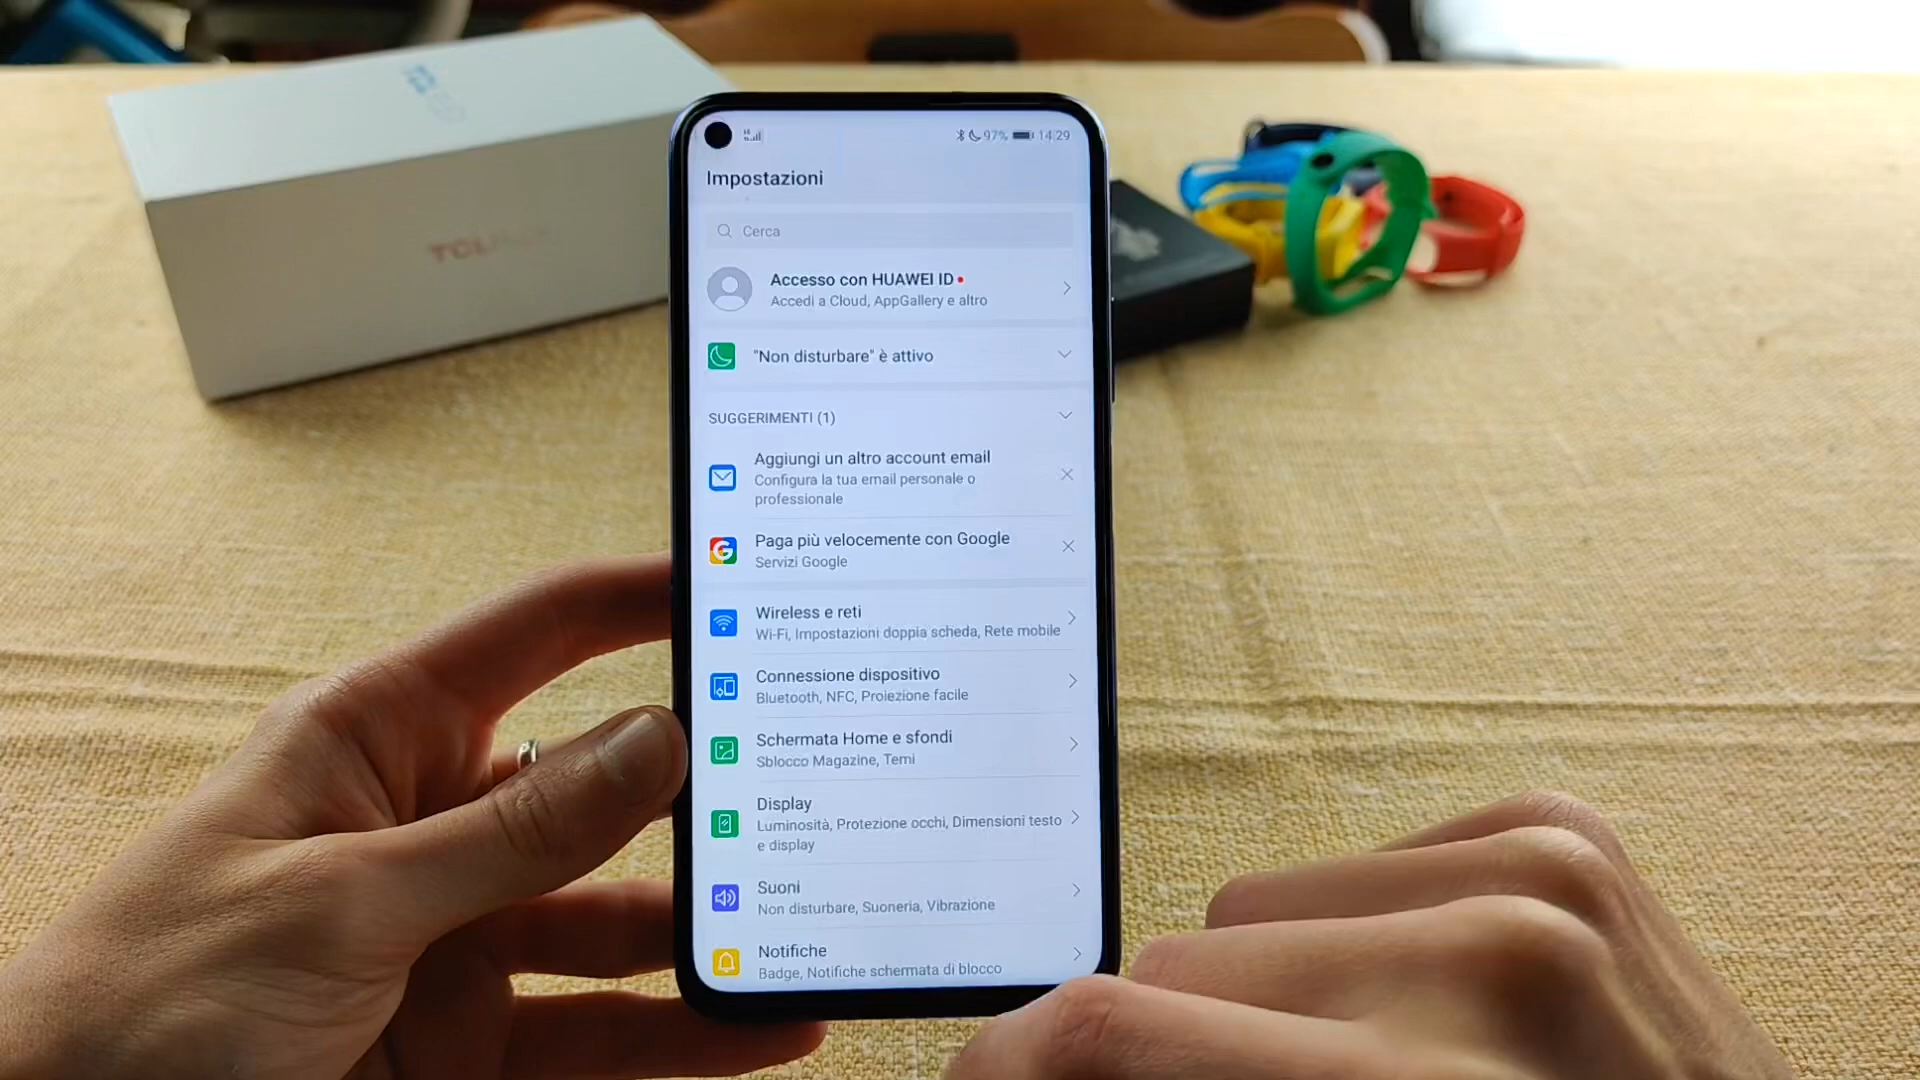 97% 14:29
Impostazioni
Cerca
Accesso con HUAWEI ID
Accedi a Cloud, AppGallery e altro
"Non disturbare" è attivo
SUGGERIMENTI (1)
Aggiungi un altro account email
Configura la tua email personale o
professionale
Paga più velocemente con Google
Servizi Google
Wireless e reti
Wi-Fi, Impostazioni doppia scheda, Rete mobile
Connessione dispositivo
Bluetooth, NFC, Proiezione facile
Schermata Home e sfondi
Sblocco Magazine, Temi
Display
Luminosità, Protezione occhi, Dimensioni testo
e display
Suoni
Non disturbare, Suoneria, Vibrazione
Notifiche
Badge, Notifiche schermata di blocco
TCL